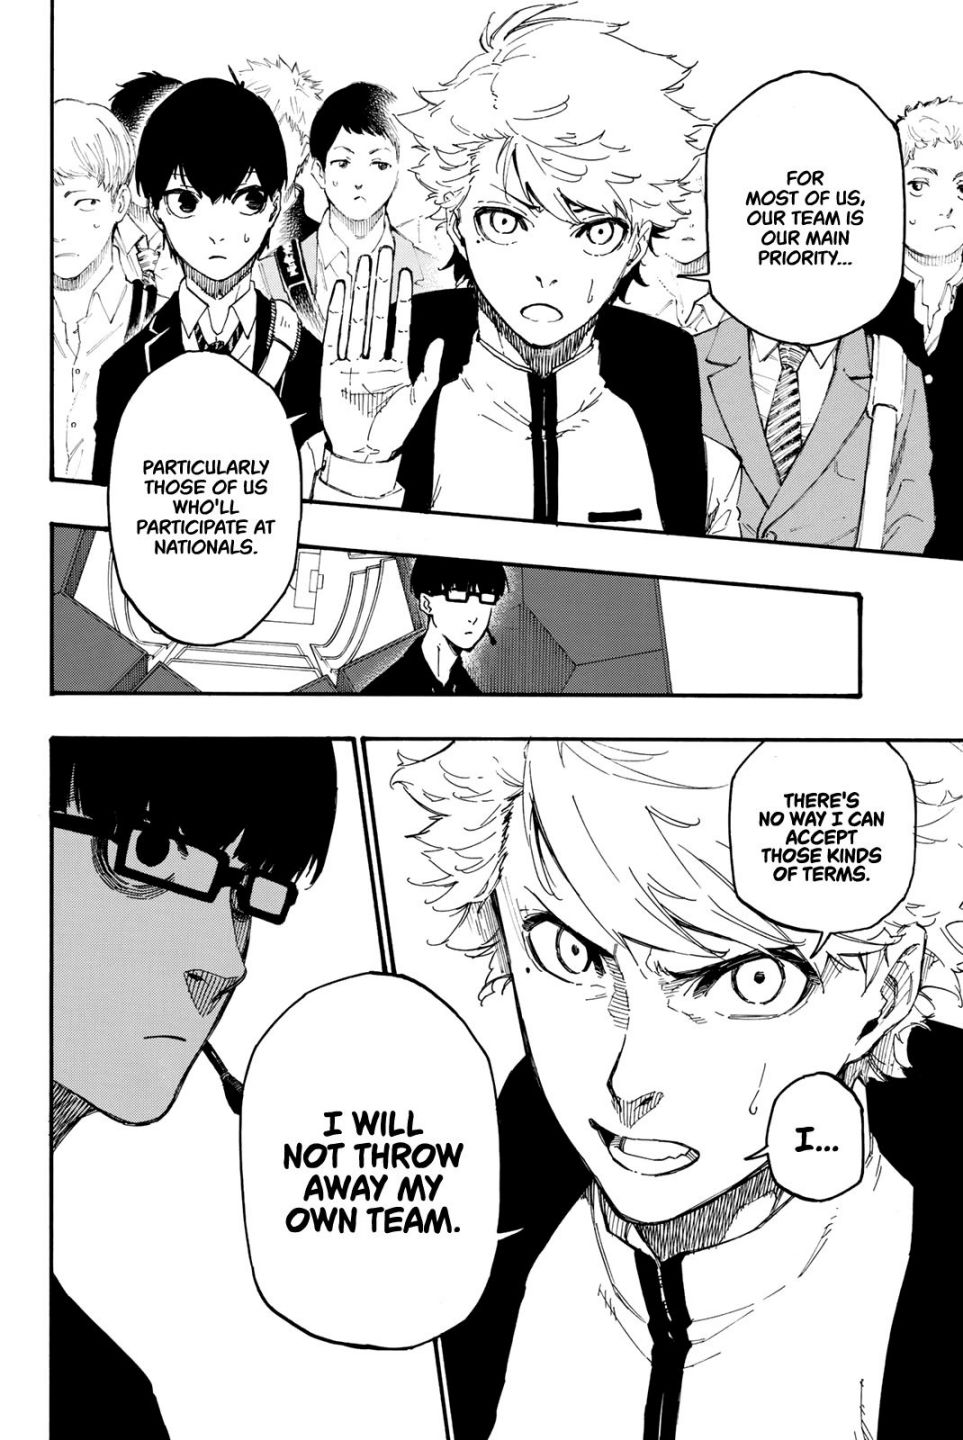 FOR
MOST OF US,
OUR TEAM IS
OUR MAIN
PRIORITY...
PARTICULARLY
THOSE OF US
WHO'LL
PARTICIPATE AT
NATIONALS.
THERE'S
NO WAY I CAN
ACCEPT
THOSE KINDS
OF TERMS.
I...
I WILL
NOT THROW
AWAY MY
OWN TEAM.